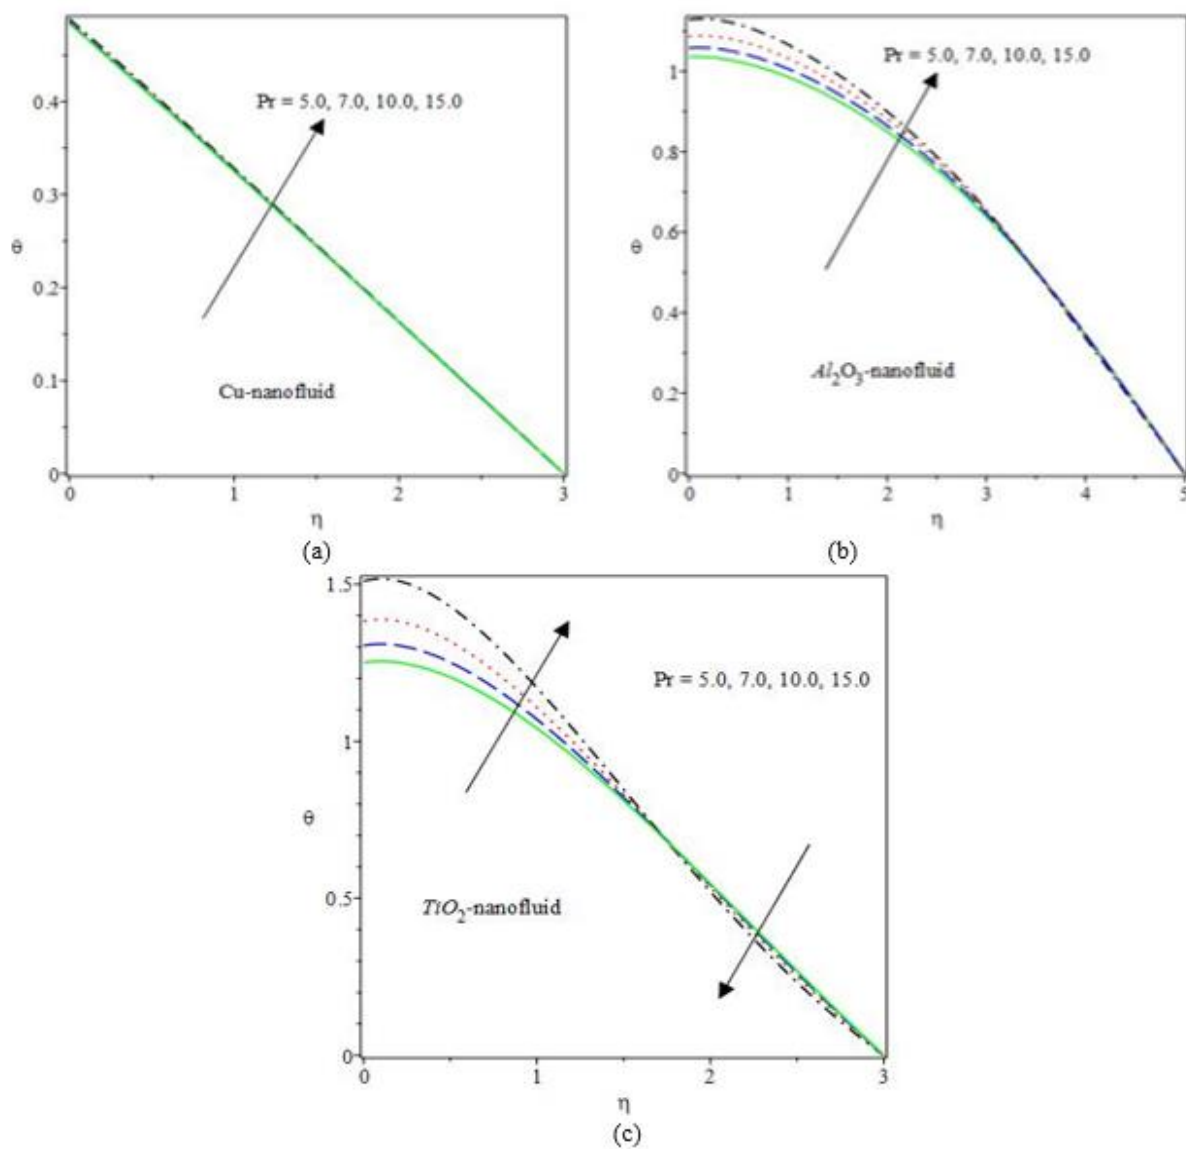 Pr = 5.0, 7.0, 10.0, 15.0
0.4
0.3
θ
0.2
Cu-nanofluid
0.1
0
0 1 2 3
η
(a)
Pr = 5.0, 7.0, 10.0, 15.0
1
0.8
0.6
θ
0.4
Al2O3-nanofluid
0.2
0
0 1 2 3 4 5
η
(b)
1.5
Pr = 5.0, 7.0, 10.0, 15.0
1
θ
0.5
TiO2-nanofluid
0
0 1 2 3
η
(c)